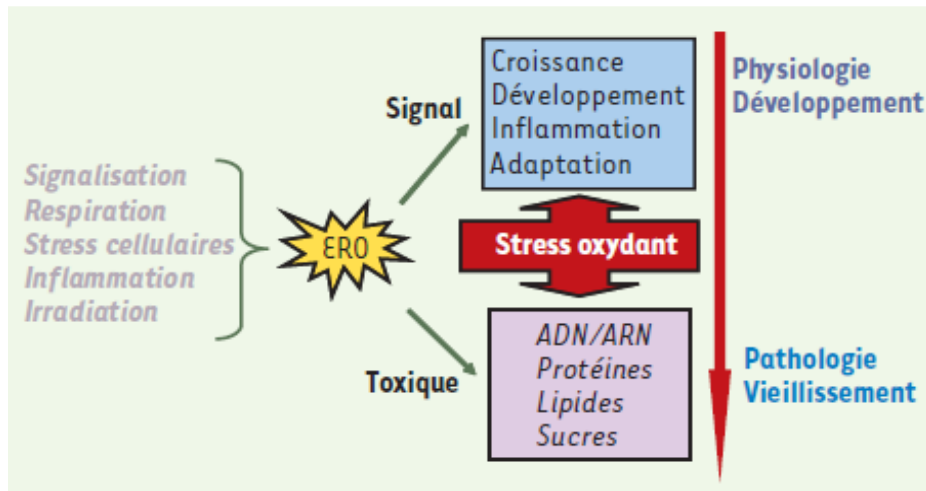 Signalisation
Respiration
Stress cellulaires
Inflammation
Irradiation
ERO
Signal
Toxique
Croissance
Développement
Inflammation
Adaptation
Stress oxydant
ADN/ARN
Protéines
Lipides
Sucres
Physiologie
Développement
Pathologie
Vieillissement